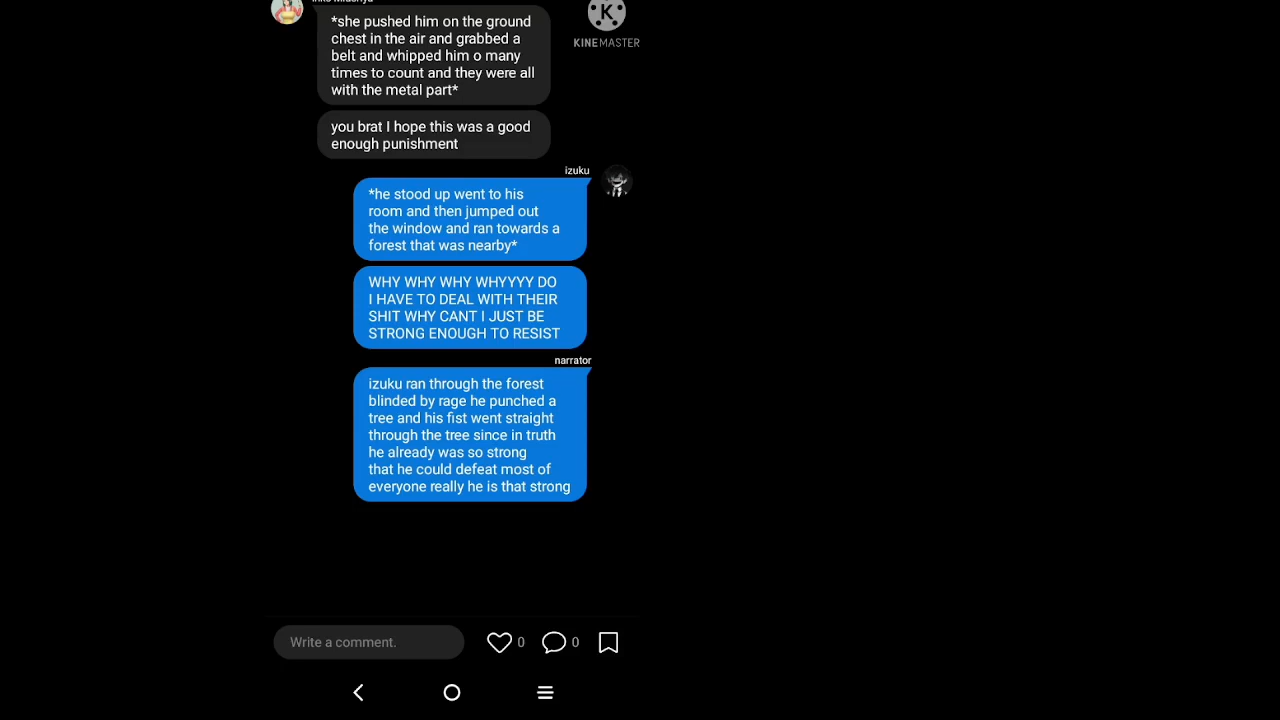 *she pushed him on the ground
chest in the air and grabbed a
belt and whipped him o many
times to count and they were all
with the metal part*
KINEMASTER
you brat I hope this was a good
enough punishment
izuku
*he stood up went to his
room and then jumped out
the window and ran towards a
forest that was nearby*
WHY WHY WHY WHYYYY DO
I HAVE TO DEAL WITH THEIR
SHIT WHY CANT I JUST BE
STRONG ENOUGH TO RESIST
narrator
izuku ran through the forest
blinded by rage he punched a
tree and his fist went straight
through the tree since in truth
he already was so strong
that he could defeat most of
everyone really he is that strong
Write a comment.
0
0